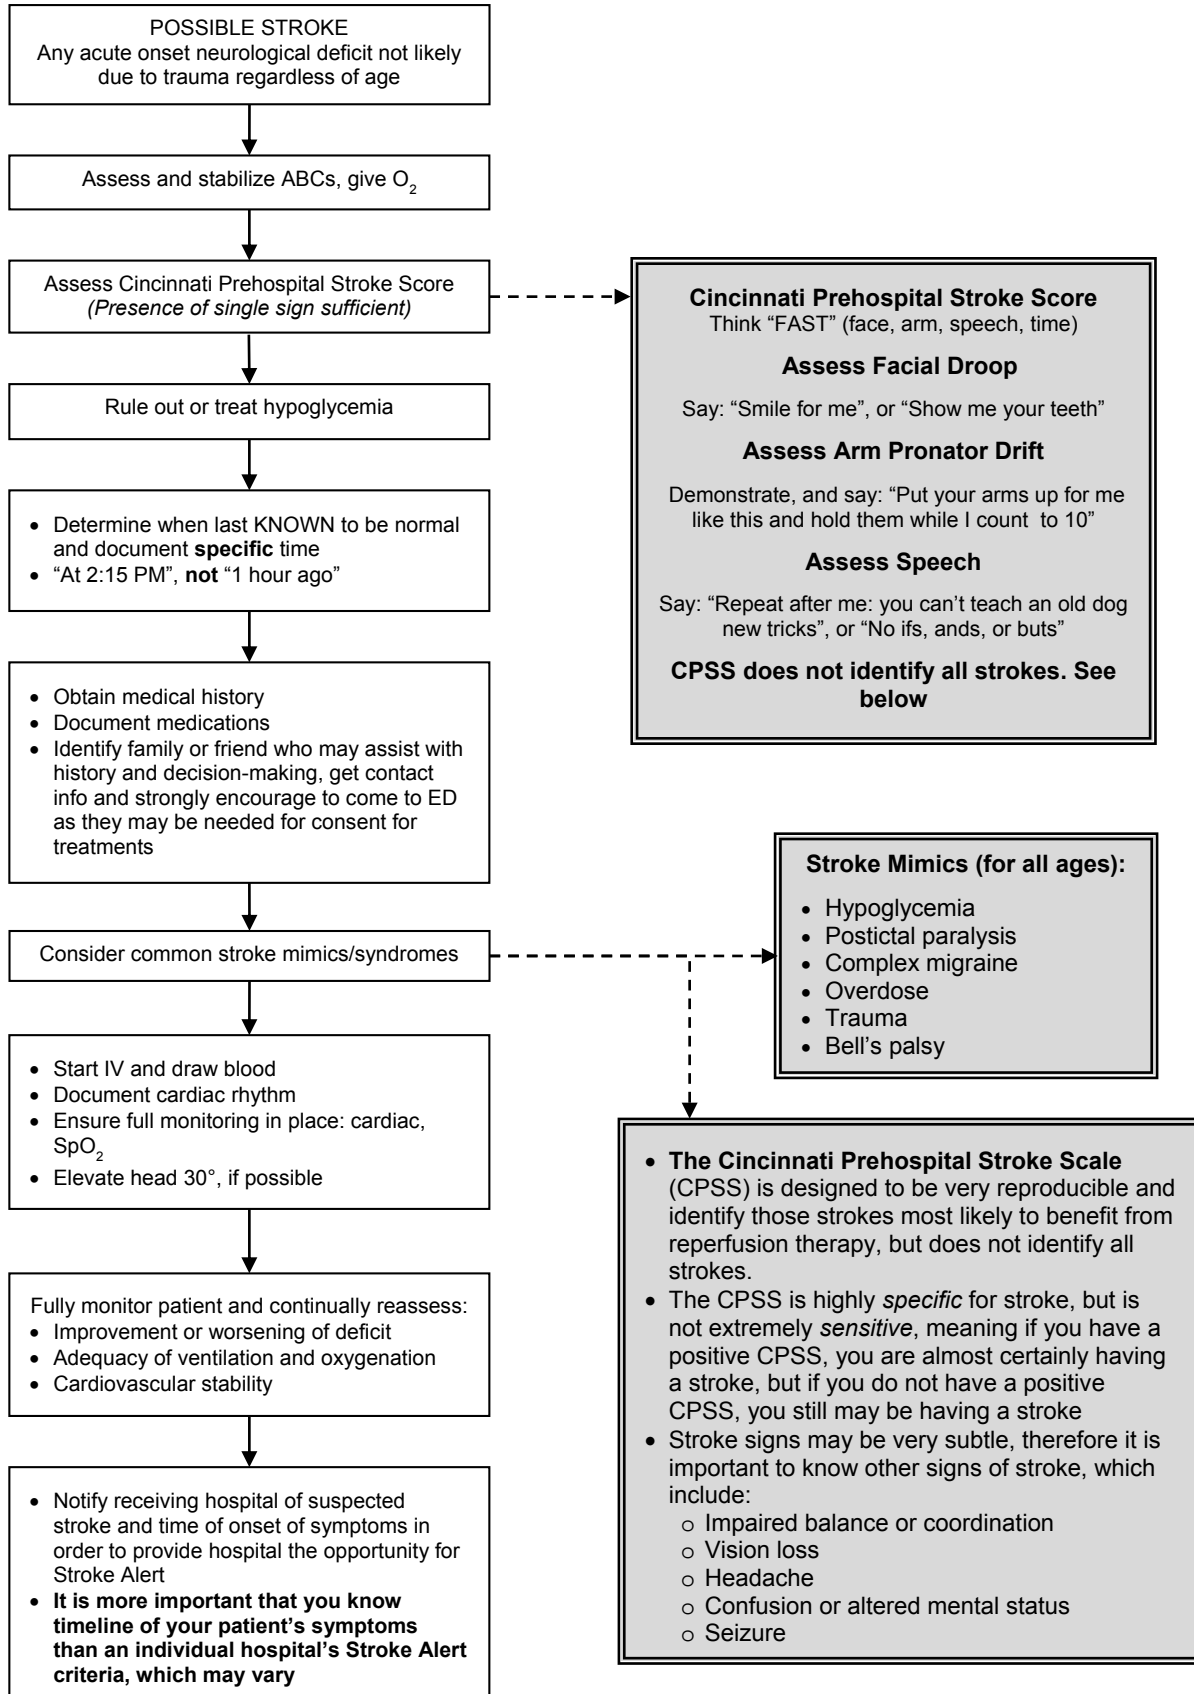 POSSIBLE STROKE
Any acute onset neurological deficit not likely
due to trauma regardless of age
Assess and stabilize ABCs, give O₂
Assess Cincinnati Prehospital Stroke Score
(Presence of single sign sufficient)
Rule out or treat hypoglycemia
• Determine when last KNOWN to be normal
and document specific time
• “At 2:15 PM”, not “1 hour ago”
• Obtain medical history
• Document medications
• Identify family or friend who may assist with
history and decision-making, get contact
info and strongly encourage to come to ED
as they may be needed for consent for
treatments
Consider common stroke mimics/syndromes
• Start IV and draw blood
• Document cardiac rhythm
• Ensure full monitoring in place: cardiac,
SpO₂
• Elevate head 30°, if possible
Fully monitor patient and continually reassess:
• Improvement or worsening of deficit
• Adequacy of ventilation and oxygenation
• Cardiovascular stability
• Notify receiving hospital of suspected
stroke and time of onset of symptoms in
order to provide hospital the opportunity for
Stroke Alert
• It is more important that you know
timeline of your patient’s symptoms
than an individual hospital’s Stroke Alert
criteria, which may vary
Cincinnati Prehospital Stroke Score
Think “FAST” (face, arm, speech, time)
Assess Facial Droop
Say: “Smile for me”, or “Show me your teeth”
Assess Arm Pronator Drift
Demonstrate, and say: “Put your arms up for me
like this and hold them while I count to 10”
Assess Speech
Say: “Repeat after me: you can’t teach an old dog
new tricks”, or “No ifs, ands, or buts”
CPSS does not identify all strokes. See
below
Stroke Mimics (for all ages):
• Hypoglycemia
• Postictal paralysis
• Complex migraine
• Overdose
• Trauma
• Bell’s palsy
• The Cincinnati Prehospital Stroke Scale
(CPSS) is designed to be very reproducible and
identify those strokes most likely to benefit from
reperfusion therapy, but does not identify all
strokes.
• The CPSS is highly specific for stroke, but is
not extremely sensitive, meaning if you have a
positive CPSS, you are almost certainly having
a stroke, but if you do not have a positive
CPSS, you still may be having a stroke
• Stroke signs may be very subtle, therefore it is
important to know other signs of stroke, which
include:
o Impaired balance or coordination
o Vision loss
o Headache
o Confusion or altered mental status
o Seizure